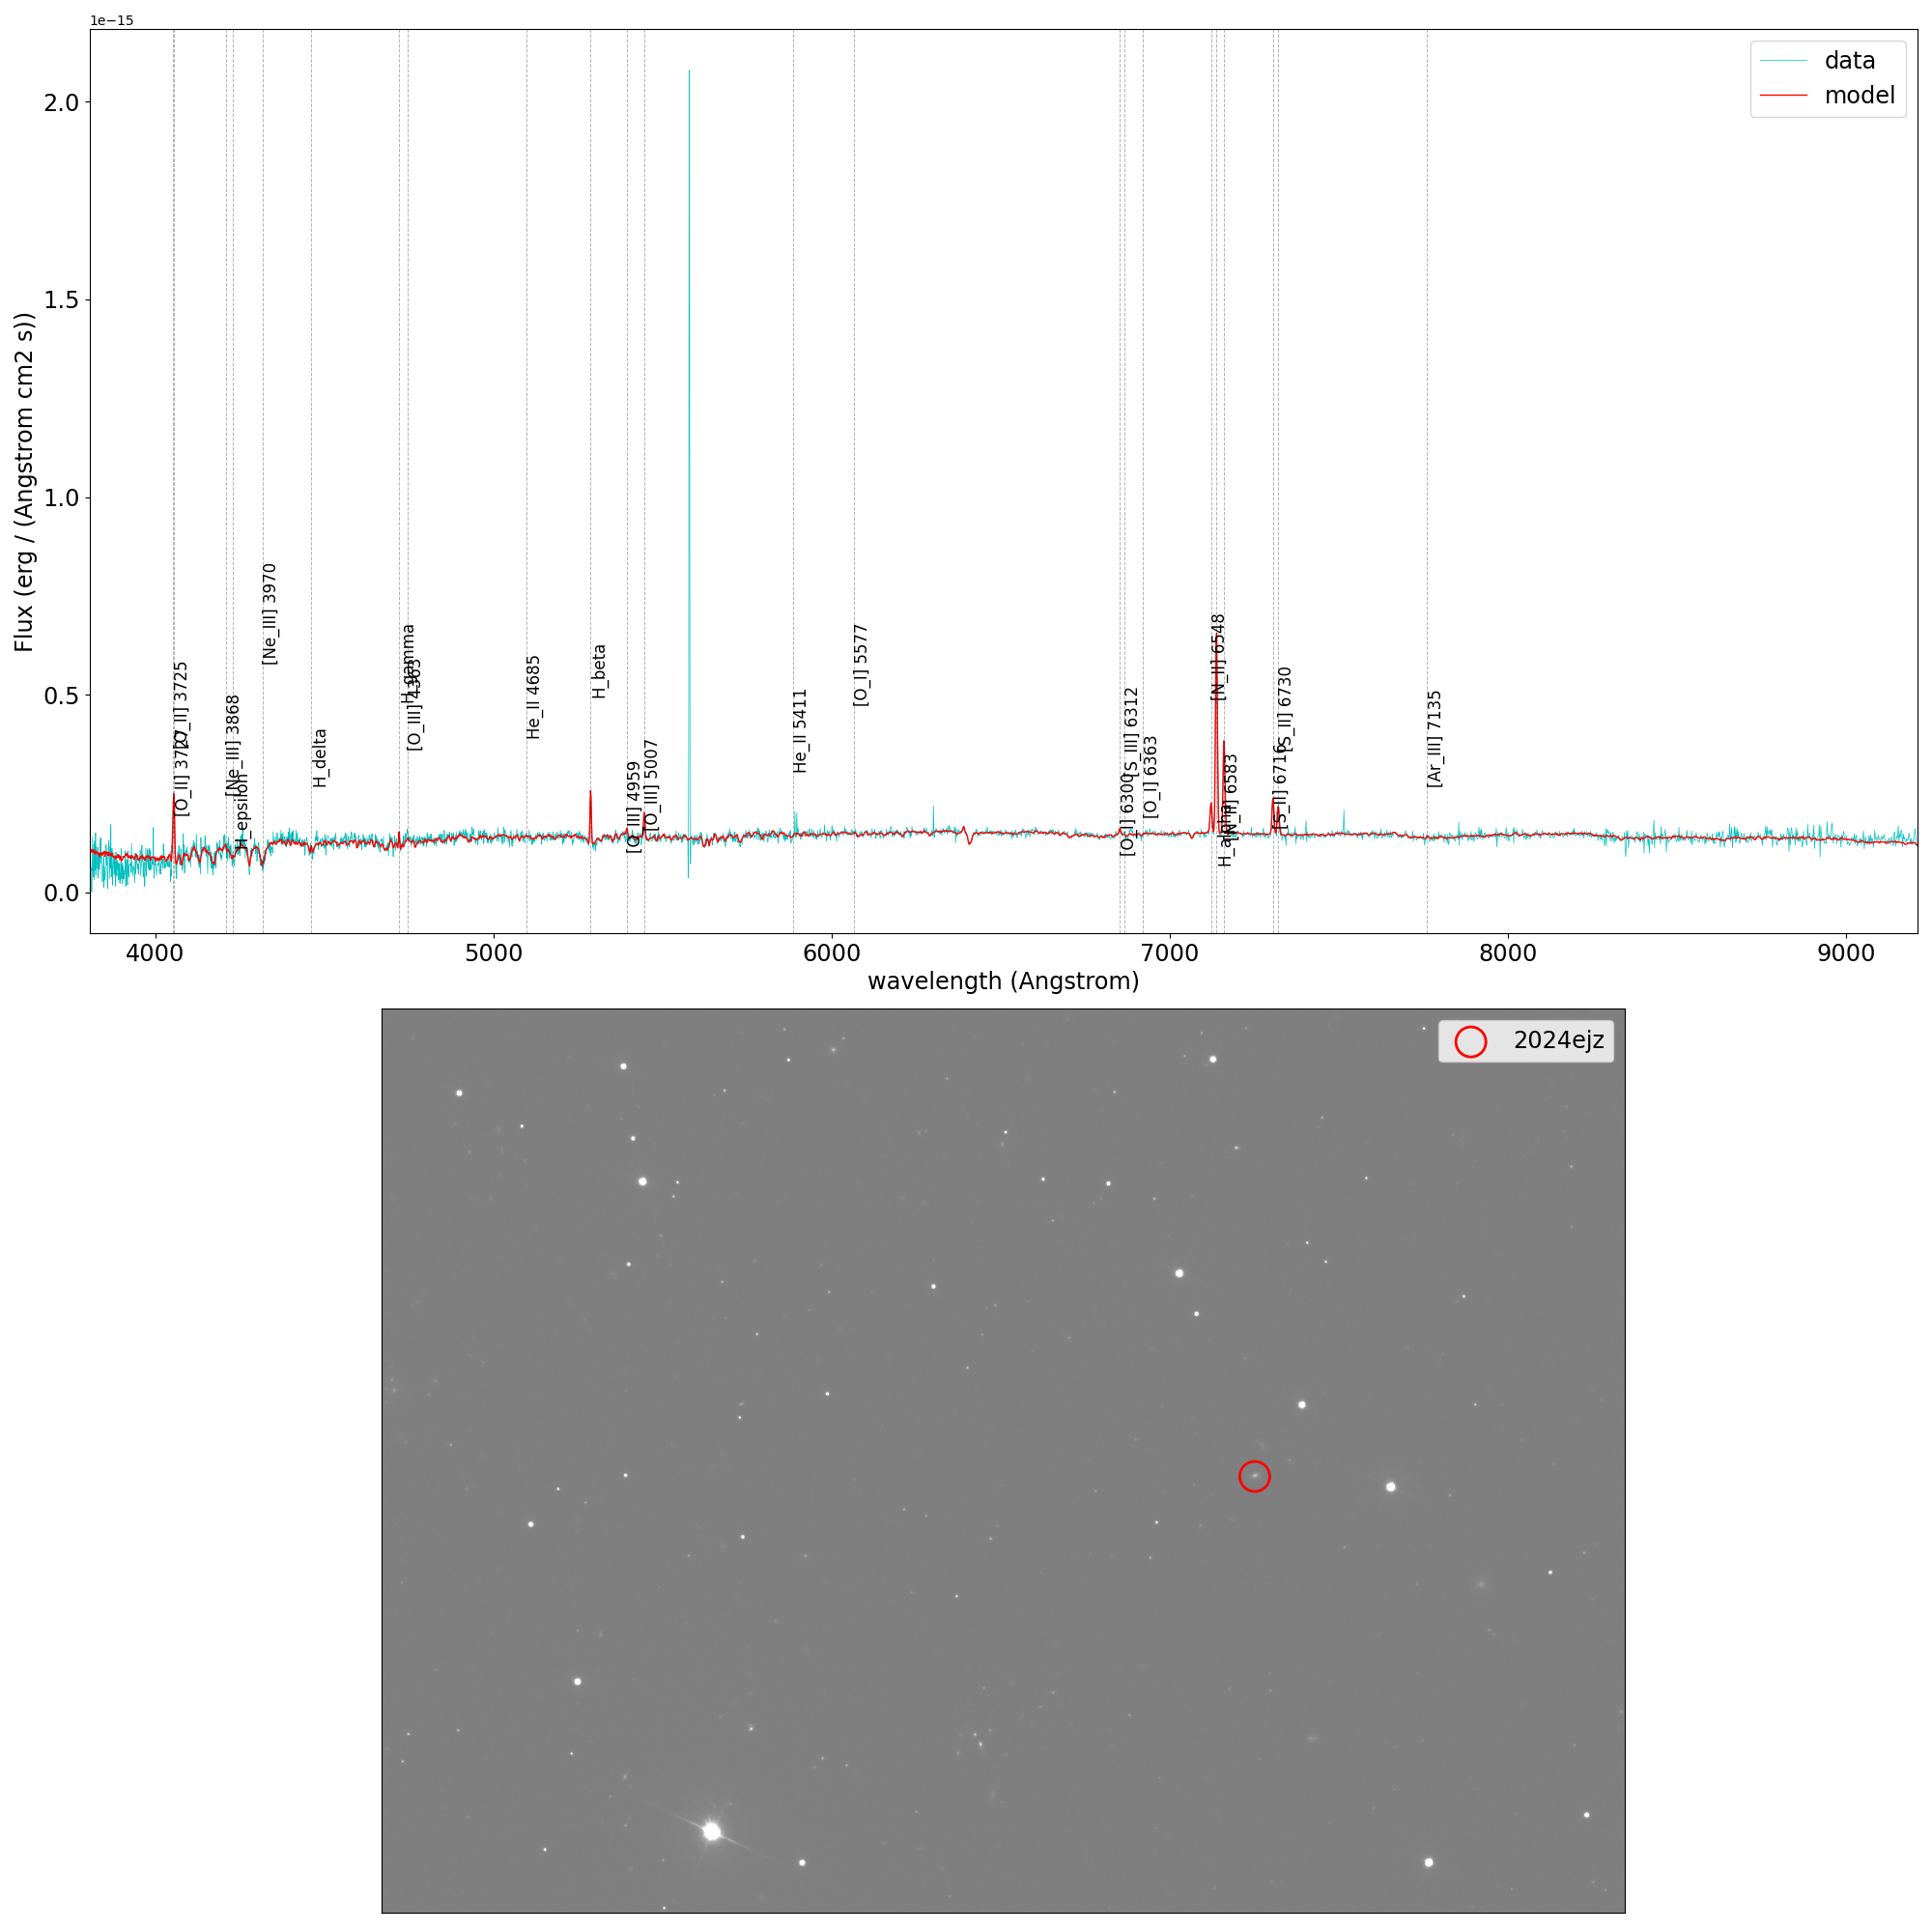 1e−15
data
model
2.0
1.5
1.0
0.5
0.0
Flux (erg / (Angstrom cm2 s))
[O_II] 3725
[O_II] 3727
[Ne_III] 3868
H_epsilon
[Ne_III] 3970
H_delta
H_gamma
[O_III] 4363
He_II 4685
H_beta
[O_III] 4959
[O_III] 5007
He_II 5411
[O_I] 5577
[O_I] 6300
[S_III] 6312
[O_I] 6363
[N_II] 6548
H_alpha
[N_II] 6583
[S_II] 6716
[S_II] 6730
[Ar_III] 7135
4000 5000 6000 7000 8000 9000
wavelength (Angstrom)
2024ejz